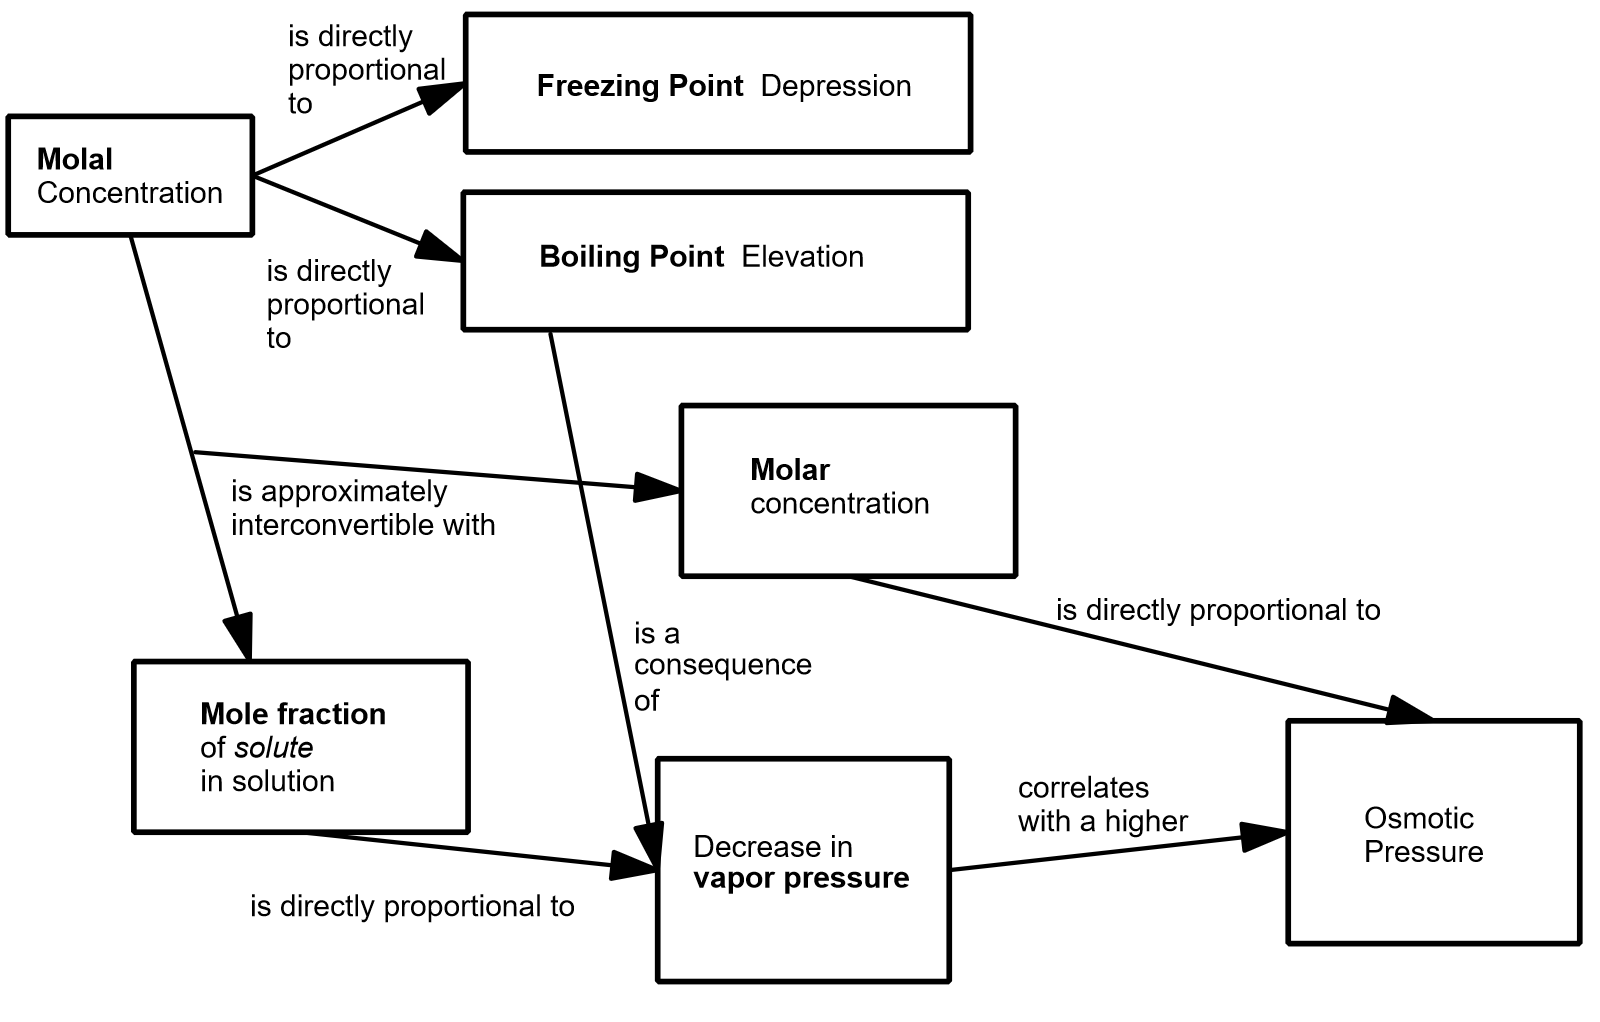 is directly
proportional
to
Freezing Point Depression
Molal
Concentration
Boiling Point Elevation
is directly
proportional
to
Molar
concentration
is approximately
interconvertible with
is directly proportional to
is a
consequence
of
Mole fraction
of solute
in solution
correlates
with a higher
Osmotic
Pressure
Decrease in
vapor pressure
is directly proportional to